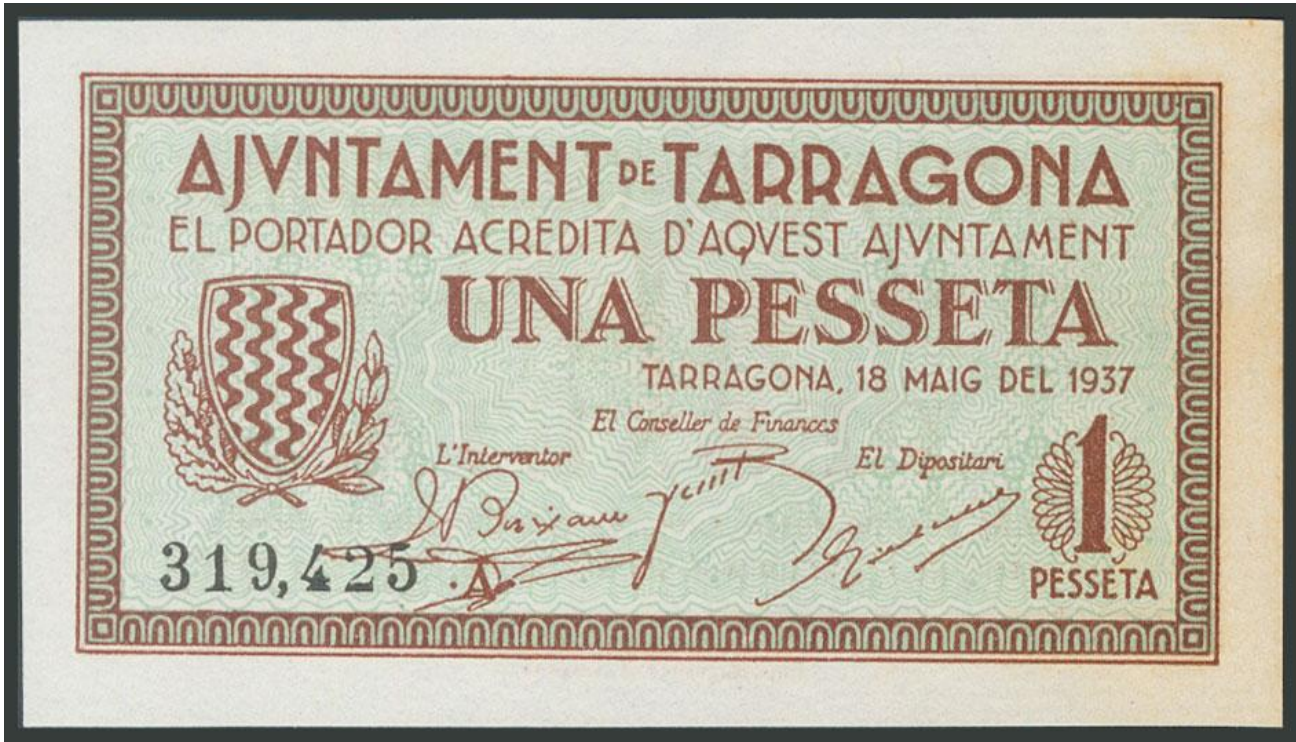 AJVNTAMENT DE TARRAGONA
EL PORTADOR ACREDITA D'AQVEST AJVNTAMENT
UNA PESSETA
TARRAGONA, 18 MAIG DEL 1937
El Conseller de Finances
L'Interventor
El Dipositari
1
319,425 .A
PESSETA